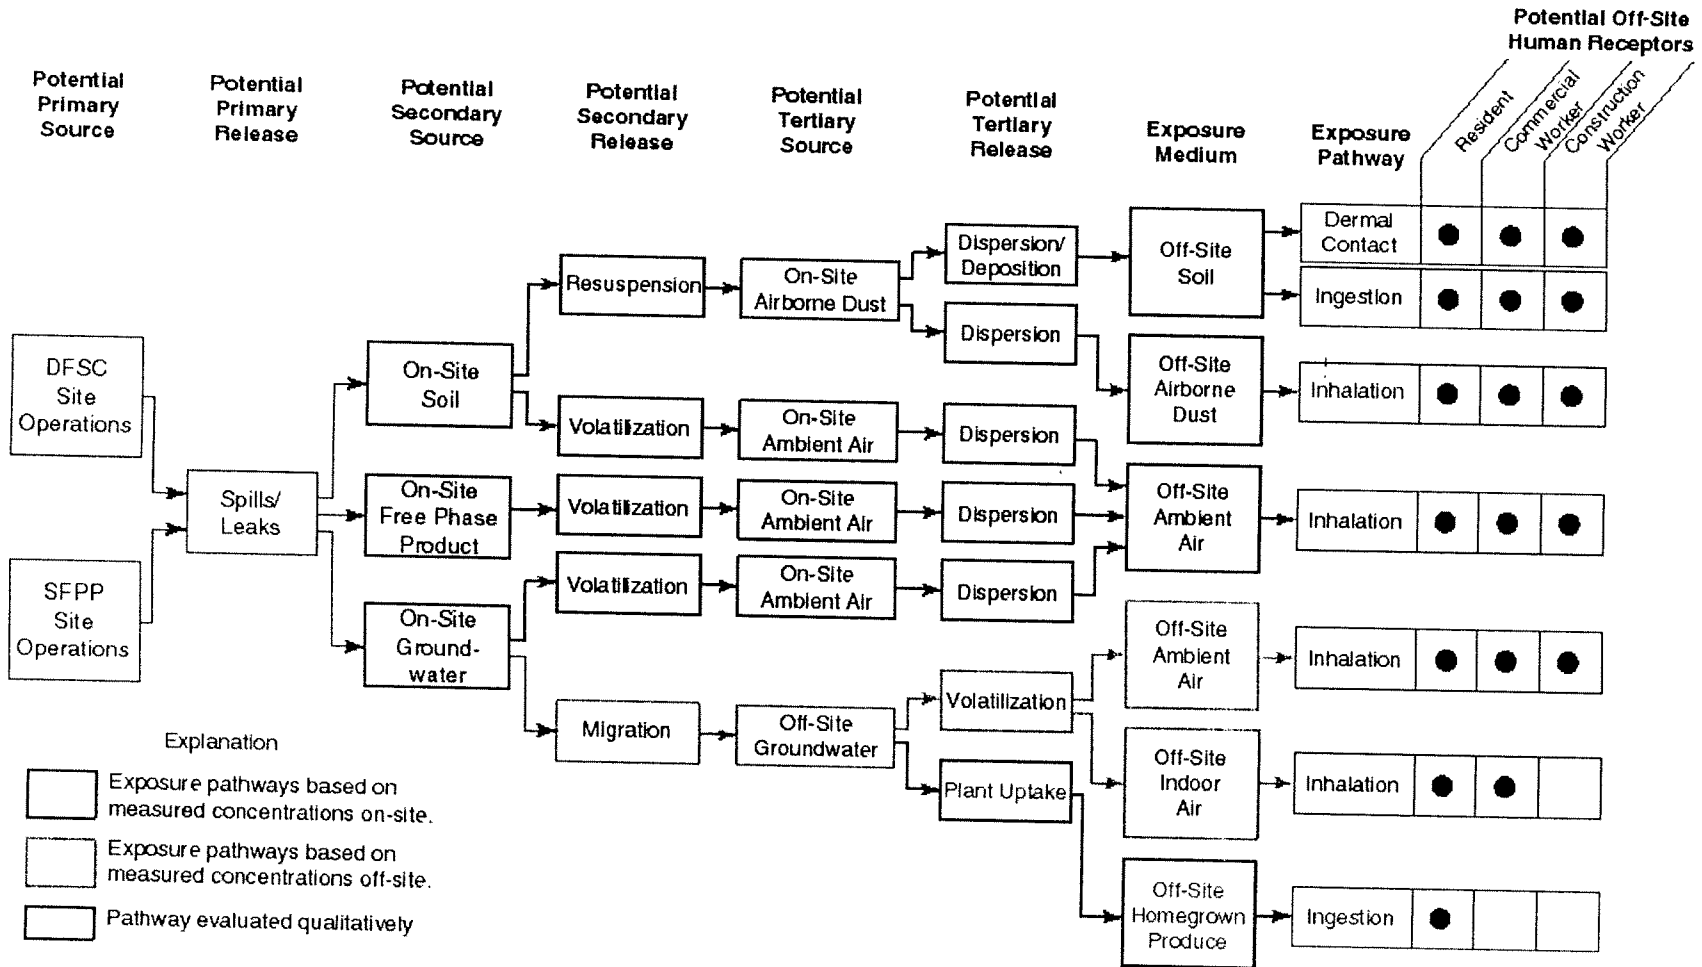 Potential Off-Site
Human Receptors
Potential
Primary
Source
Potential
Primary
Release
Potential
Secondary
Source
Potential
Secondary
Release
Potential
Tertiary
Source
Potential
Tertiary
Release
Exposure
Medium
Exposure
Pathway
Resident
Commercial
Worker
Construction
Worker
DFSC
Site
Operations
SFPP
Site
Operations
Spills/
Leaks
On-Site
Soil
On-Site
Free Phase
Product
On-Site
Ground-
water
Resuspension
Volatilization
Volatilization
Volatilization
Migration
On-Site
Airborne Dust
On-Site
Ambient Air
On-Site
Ambient Air
On-Site
Ambient Air
Off-Site
Groundwater
Dispersion/
Deposition
Dispersion
Dispersion
Dispersion
Dispersion
Volatilization
Plant Uptake
Off-Site
Soil
Off-Site
Airborne
Dust
Off-Site
Ambient
Air
Off-Site
Ambient
Air
Off-Site
Indoor
Air
Off-Site
Homegrown
Produce
Dermal
Contact
Ingestion
Inhalation
Inhalation
Inhalation
Inhalation
Ingestion
Explanation
Exposure pathways based on
measured concentrations on-site.
Exposure pathways based on
measured concentrations off-site.
Pathway evaluated qualitatively